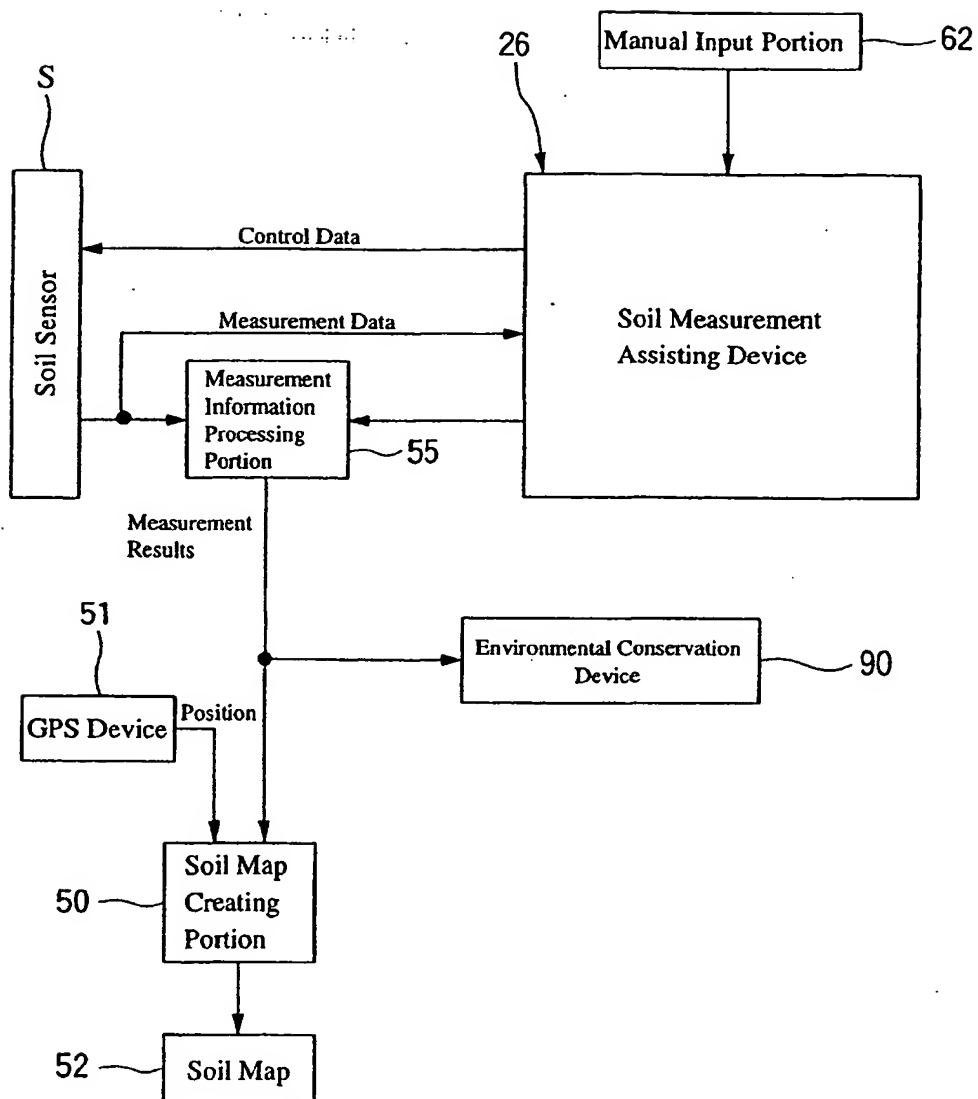 Manual Input Portion
62
26
S
Soil Sensor
Control Data
Measurement Data
Soil Measurement
Assisting Device
Measurement
Information
Processing
Portion
55
Measurement
Results
51
GPS Device
Position
Environmental Conservation
Device
90
50
Soil Map
Creating
Portion
52
Soil Map